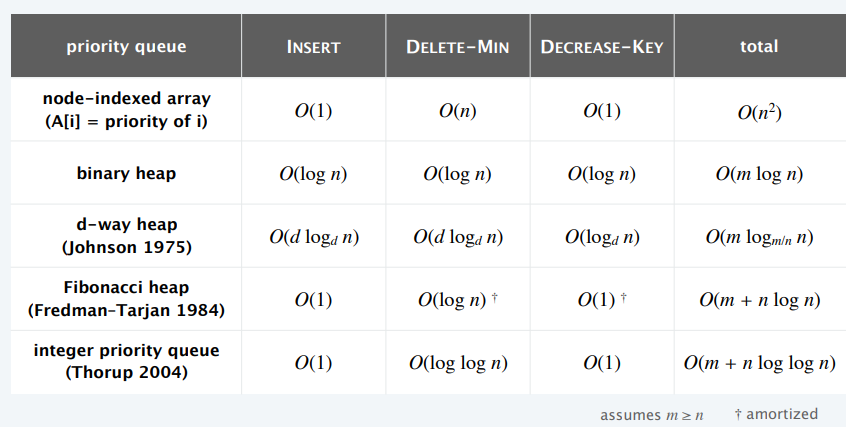 priority queue INSERT DELETE–MIN DECREASE–KEY total
node-indexed array
(A[i] = priority of i) O(1) O(n) O(1) O(n²)
binary heap O(log n) O(log n) O(log n) O(m log n)
d-way heap
(Johnson 1975) O(d log_d n) O(d log_d n) O(log_d n) O(m log_{m/n} n)
Fibonacci heap
(Fredman–Tarjan 1984) O(1) O(log n) † O(1) † O(m + n log n)
integer priority queue
(Thorup 2004) O(1) O(log log n) O(1) O(m + n log log n)
assumes m ≥ n † amortized